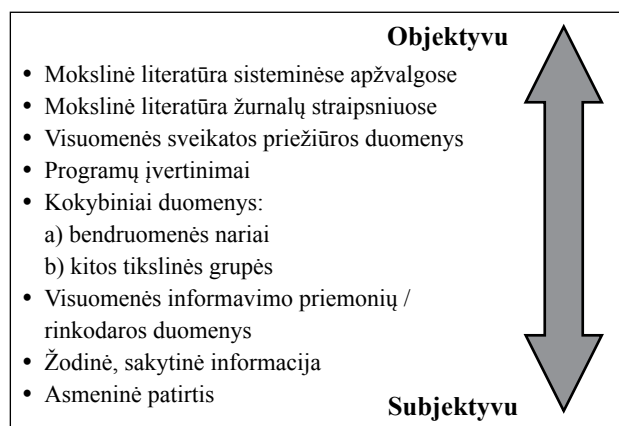 Objektyvu
• Mokslinė literatūra sisteminėse apžvalgose
• Mokslinė literatūra žurnalų straipsniuose
• Visuomenės sveikatos priežiūros duomenys
• Programų įvertinimai
• Kokybiniai duomenys:
a) bendruomenės nariai
b) kitos tikslinės grupės
• Visuomenės informavimo priemonių /
rinkodaros duomenys
• Žodinė, sakytinė informacija
• Asmeninė patirtis
Subjektyvu